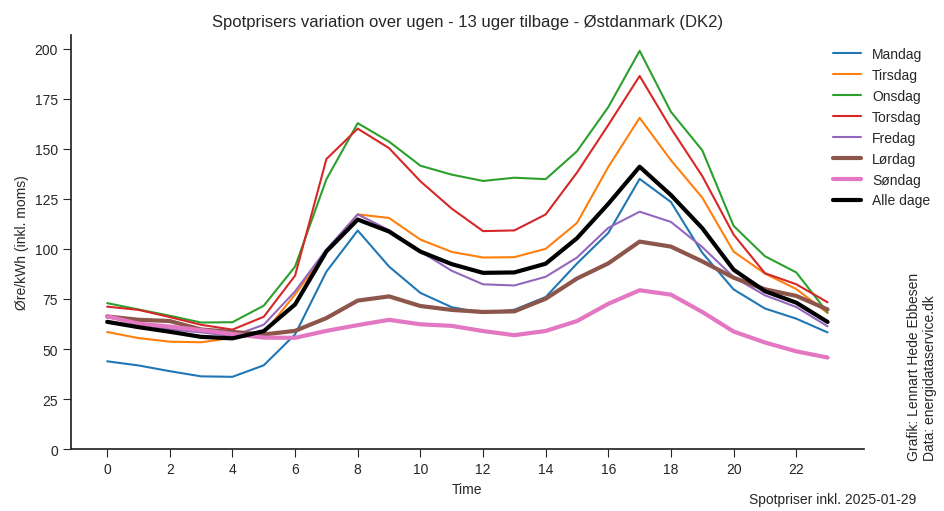 Spotprisers variation over ugen - 13 uger tilbage - Østdanmark (DK2)
Øre/kWh (inkl. moms)
200
175
150
125
100
75
50
25
0
0 2 4 6 8 10 12 14 16 18 20 22
Time
Mandag
Tirsdag
Onsdag
Torsdag
Fredag
Lørdag
Søndag
Alle dage
Grafik: Lennart Hede Ebbesen
Data: energidataservice.dk
Spotpriser inkl. 2025-01-29